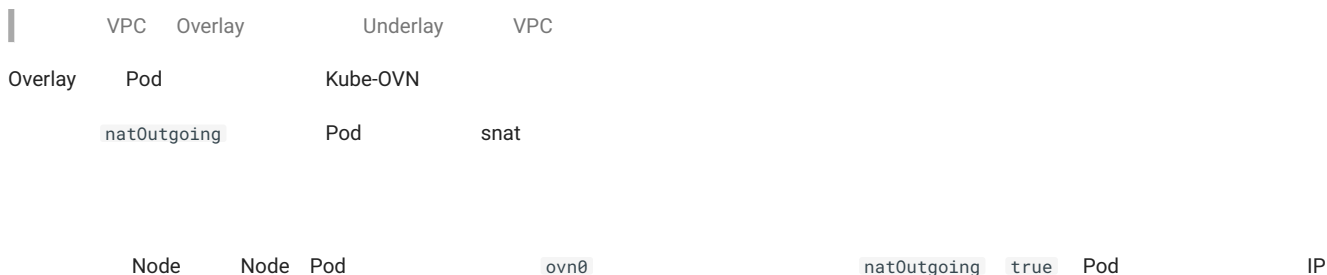 VPC Overlay Underlay VPC
Overlay Pod Kube-OVN
natOutgoing Pod snat
Node Node Pod ovn0 natOutgoing true Pod IP